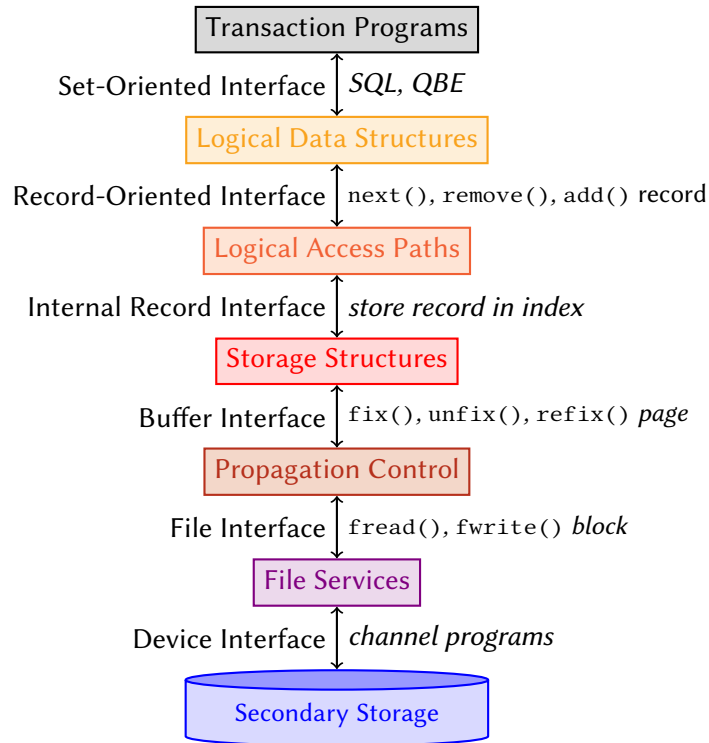 Transaction Programs
Set-Oriented Interface SQL, QBE
Logical Data Structures
Record-Oriented Interface next(), remove(), add() record
Logical Access Paths
Internal Record Interface store record in index
Storage Structures
Buffer Interface fix(), unfix(), refix() page
Propagation Control
File Interface fread(), fwrite() block
File Services
Device Interface channel programs
Secondary Storage